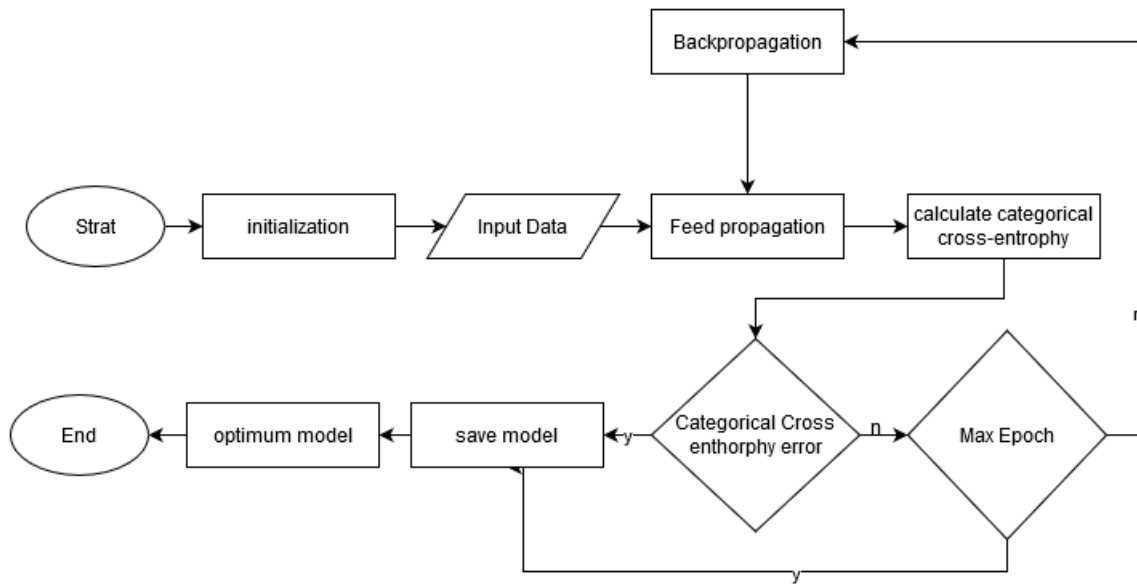 Backpropagation
Strat
initialization
Input Data
Feed propagation
calculate categorical
cross-entrophy
End
optimum model
save model
y
Categorical Cross
enthorphy error
n
Max Epoch
y